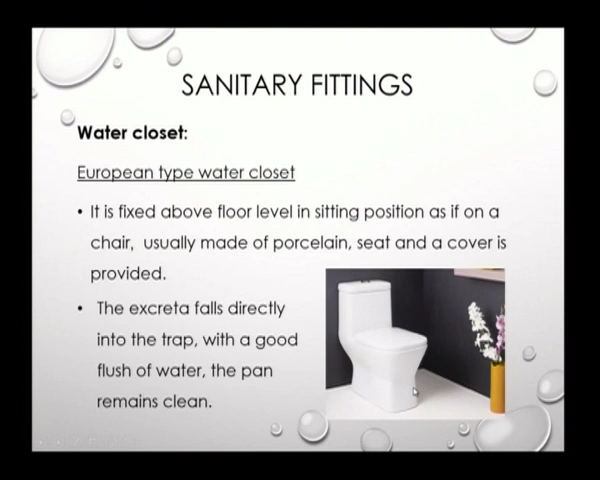 SANITARY FITTINGS
Water closet:
European type water closet
• It is fixed above floor level in sitting position as if on a
chair, usually made of porcelain, seat and a cover is
provided.
• The excreta falls directly
into the trap, with a good
flush of water, the pan
remains clean.